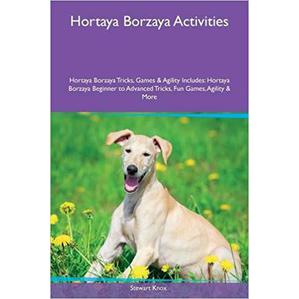 Hortaya Borzaya Activities
Hortaya Borzaya Tricks, Games & Agility Includes: Hortaya
Borzaya Beginner to Advanced Tricks, Fun Games, Agility &
More
Stewart Knox